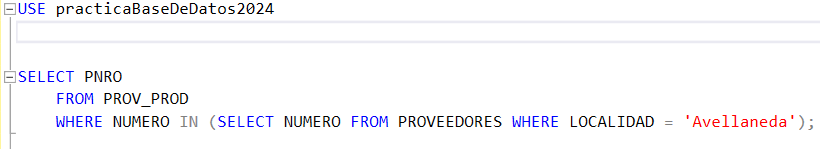 USE practicaBaseDeDatos2024
SELECT PNRO
FROM PROV_PROD
WHERE NUMERO IN (SELECT NUMERO FROM PROVEEDORES WHERE LOCALIDAD = 'Avellaneda');